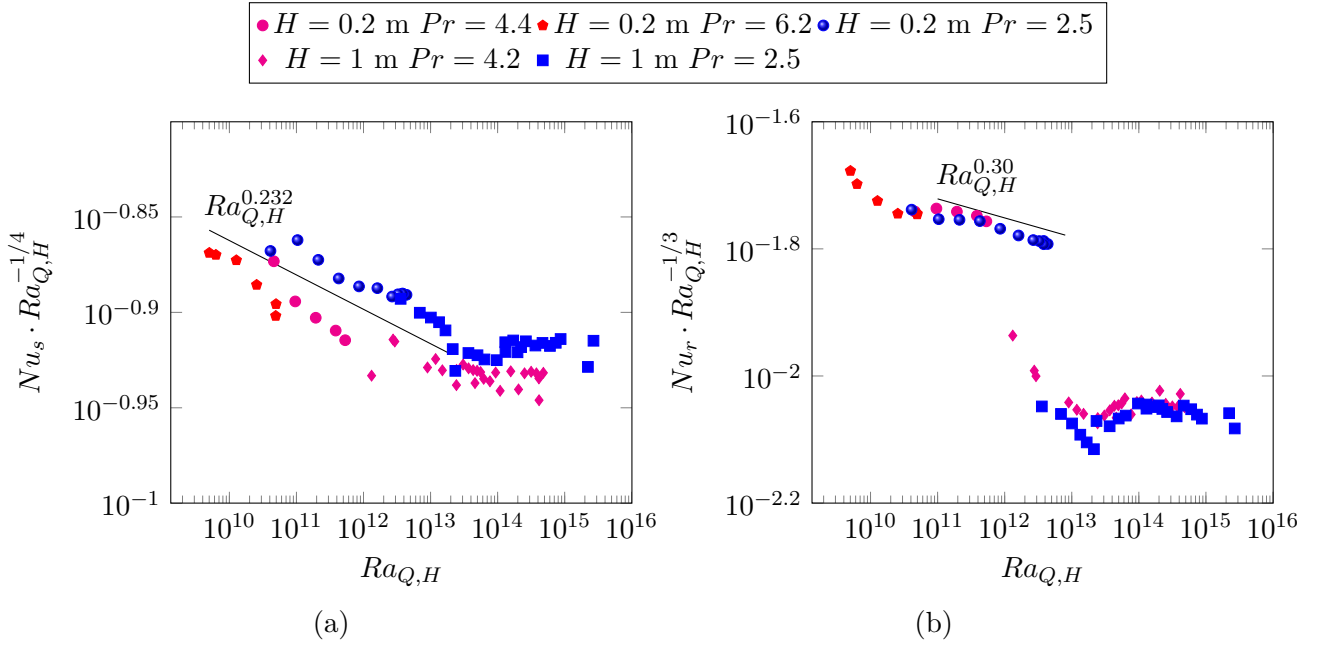 H = 0.2 m Pr = 4.4 H = 0.2 m Pr = 6.2 H = 0.2 m Pr = 2.5
H = 1 m Pr = 4.2 H = 1 m Pr = 2.5
10^{-0.85}
10^{-0.9}
10^{-0.95}
10^{-1}
Nu_s · Ra_{Q,H}^{-1/4}
Ra_{Q,H}^{0.232}
10^{10} 10^{11} 10^{12} 10^{13} 10^{14} 10^{15} 10^{16}
Ra_{Q,H}
(a)
10^{-1.6}
10^{-1.8}
10^{-2}
10^{-2.2}
Nu_r · Ra_{Q,H}^{-1/3}
Ra_{Q,H}^{0.30}
10^{10} 10^{11} 10^{12} 10^{13} 10^{14} 10^{15} 10^{16}
Ra_{Q,H}
(b)